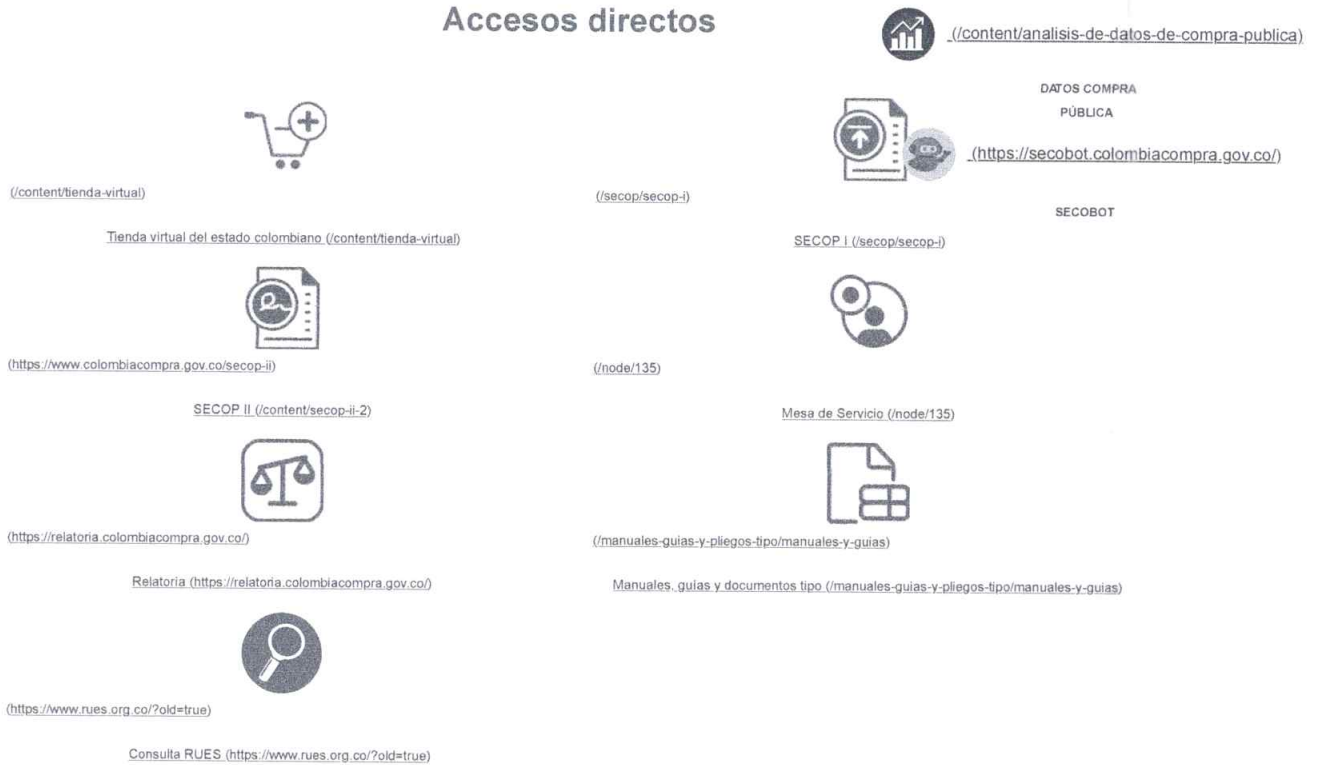 Accesos directos
(/content/analisis-de-datos-de-compra-publica)
DATOS COMPRA
PÚBLICA
(https://secobot.colombiacompra.gov.co/)
SECOBOT
(/content/tienda-virtual)
(/secop/secop-i)
Tienda virtual del estado colombiano (/content/tienda-virtual)
SECOP I (/secop/secop-i)
(https://www.colombiacompra.gov.co/secop-ii)
(/node/135)
SECOP II (/content/secop-ii-2)
Mesa de Servicio (/node/135)
(https://relatoria.colombiacompra.gov.co/)
(/manuales-guias-y-pliegos-tipo/manuales-y-guias)
Relatoria (https://relatoria.colombiacompra.gov.co/)
Manuales, guías y documentos tipo (/manuales-guias-y-pliegos-tipo/manuales-y-guias)
(https://www.rues.org.co/?old=true)
Consulta RUES (https://www.rues.org.co/?old=true)